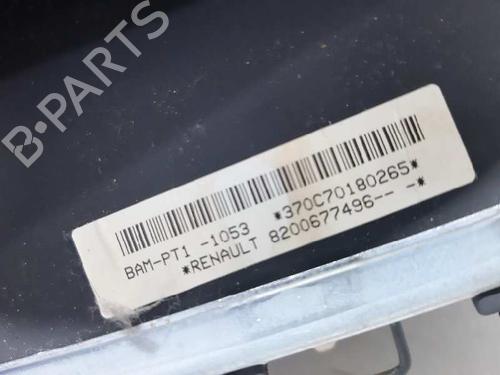 B-PARTS
BAM-PT1 -1053 *370C70180265*
*RENAULT 8200677496-- -*